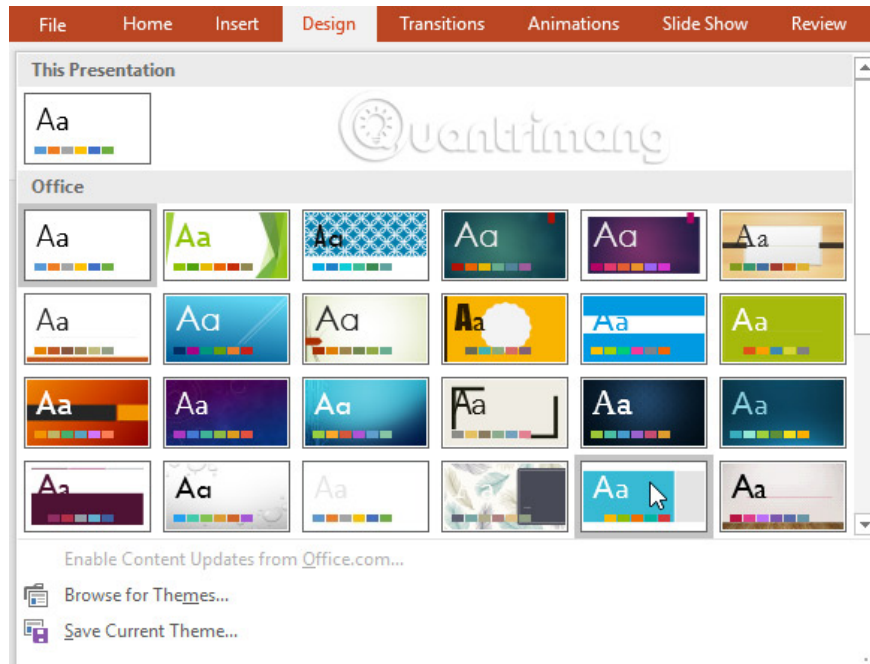 File Home Insert Design Transitions Animations Slide Show Review
This Presentation
Aa
Quantrimang
Office
Aa Aa Aa Aa Aa Aa
Aa Aa Aa Aa Aa Aa
Aa Aa Aa Aa Aa Aa
Aa Aa Aa Aa Aa
Enable Content Updates from Office.com...
Browse for Themes...
Save Current Theme...